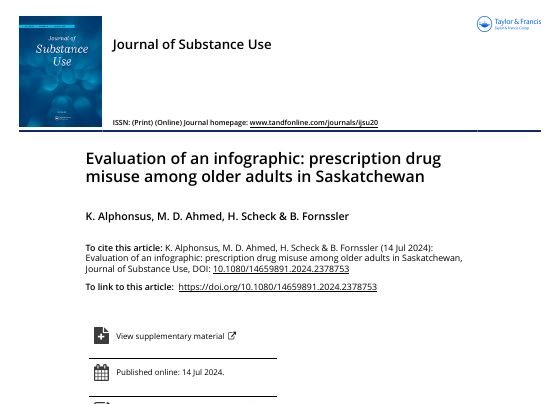 Journal of
Substance
Use
Taylor & Francis
Taylor & Francis Group
Journal of Substance Use
ISSN: (Print) (Online) Journal homepage: www.tandfonline.com/journals/ijsu20
Evaluation of an infographic: prescription drug
misuse among older adults in Saskatchewan
K. Alphonsus, M. D. Ahmed, H. Scheck & B. Fornssler
To cite this article: K. Alphonsus, M. D. Ahmed, H. Scheck & B. Fornssler (14 Jul 2024):
Evaluation of an infographic: prescription drug misuse among older adults in Saskatchewan,
Journal of Substance Use, DOI: 10.1080/14659891.2024.2378753
To link to this article: https://doi.org/10.1080/14659891.2024.2378753
View supplementary material
Published online: 14 Jul 2024.